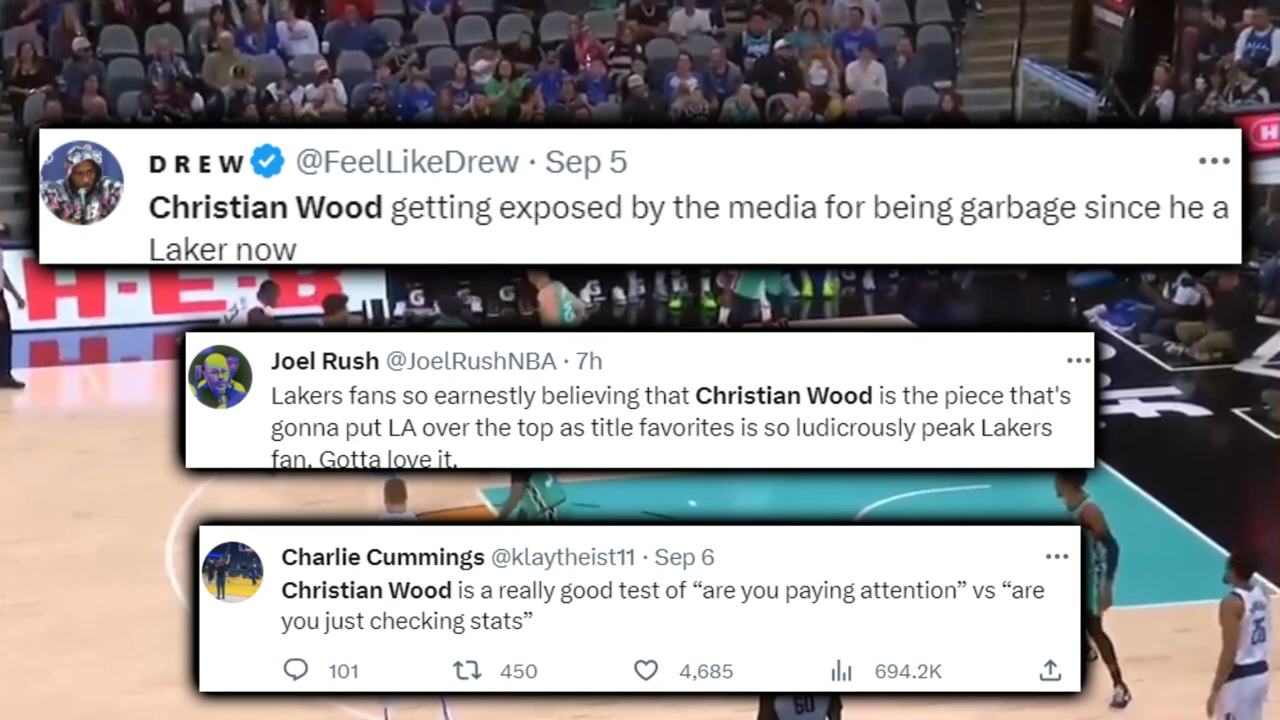 D R E W @FeelLikeDrew · Sep 5
Christian Wood getting exposed by the media for being garbage since he a
Laker now
H-E-B
Joel Rush @JoelRushNBA · 7h
Lakers fans so earnestly believing that Christian Wood is the piece that's
gonna put LA over the top as title favorites is so ludicrously peak Lakers
fan. Gotta love it.
Charlie Cummings @klaytheist11 · Sep 6
Christian Wood is a really good test of “are you paying attention” vs “are
you just checking stats”
101 450 4,685 694.2K
60